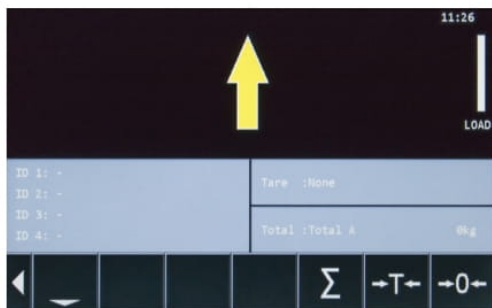 11:26
LOAD
ID 1: -
ID 2: -
ID 3: -
ID 4: -
Tare :None
Total :Total A 0kg
Σ
→T←
→0←